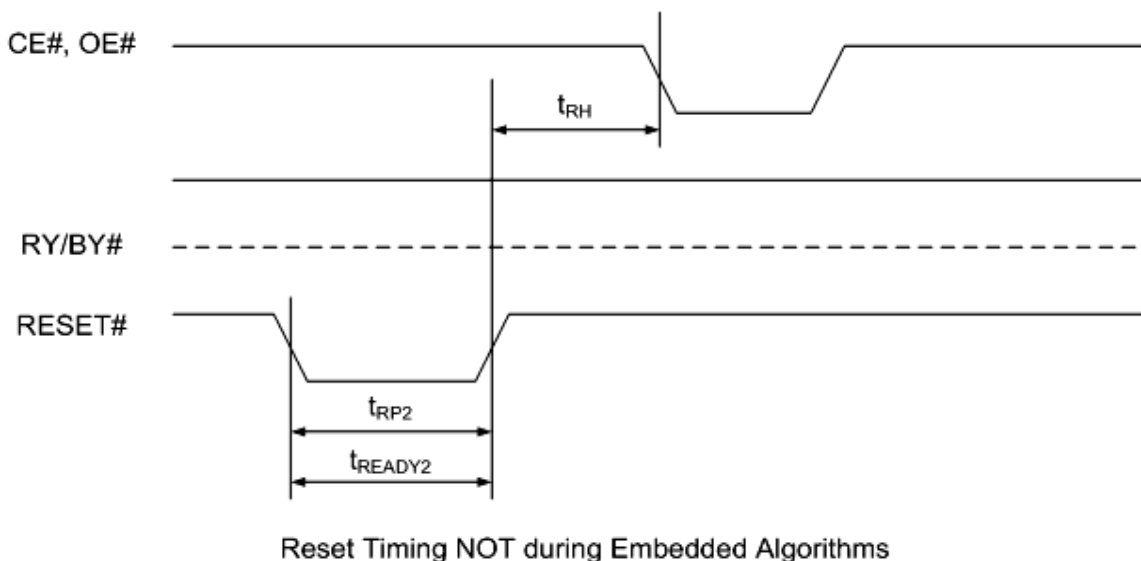 CE#, OE#
tRH
RY/BY#
RESET#
tRP2
tREADY2
Reset Timing NOT during Embedded Algorithms